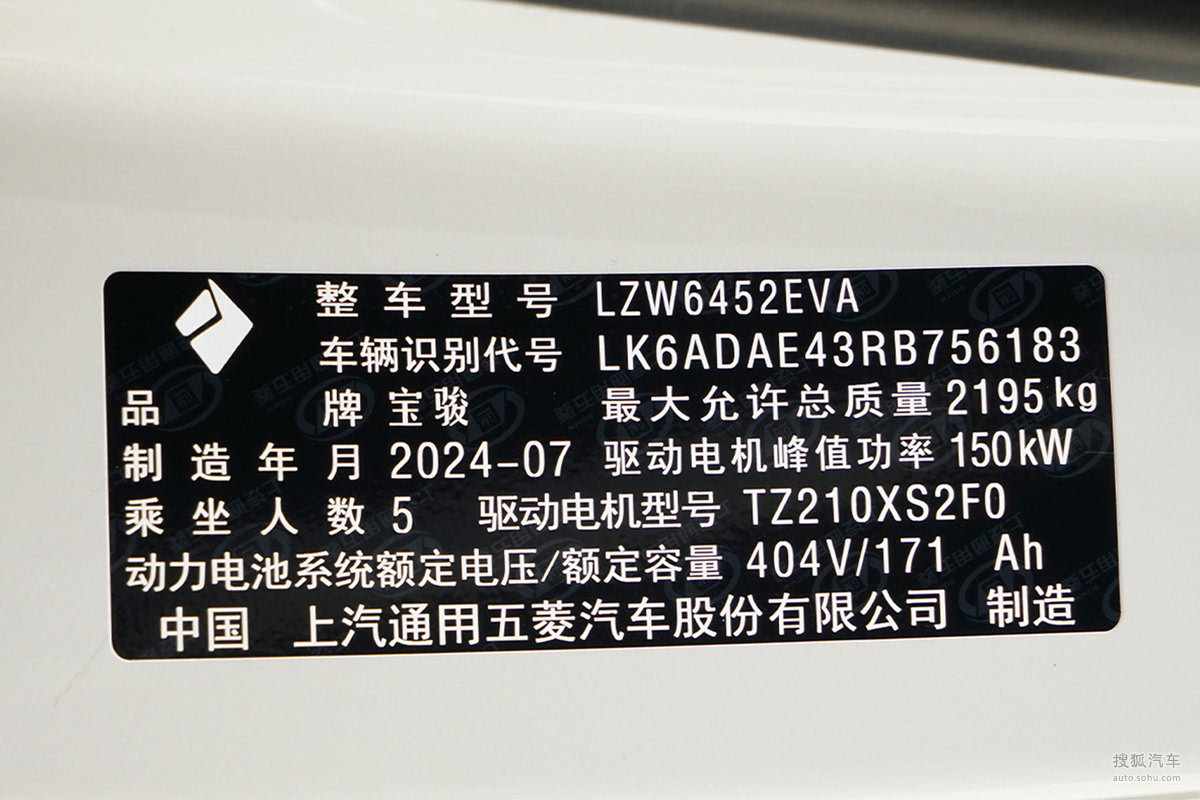 整车型号 LZW6452EVA
车辆识别代号 LK6ADAE43RB756183
品牌 宝骏 最大允许总质量 2195kg
制造年月 2024-07 驱动电机峰值功率 150kW
乘坐人数 5 驱动电机型号 TZ210XS2F0
动力电池系统额定电压/额定容量 404V/171 Ah
中国 上汽通用五菱汽车股份有限公司 制造
搜狐汽车
auto.sohu.com